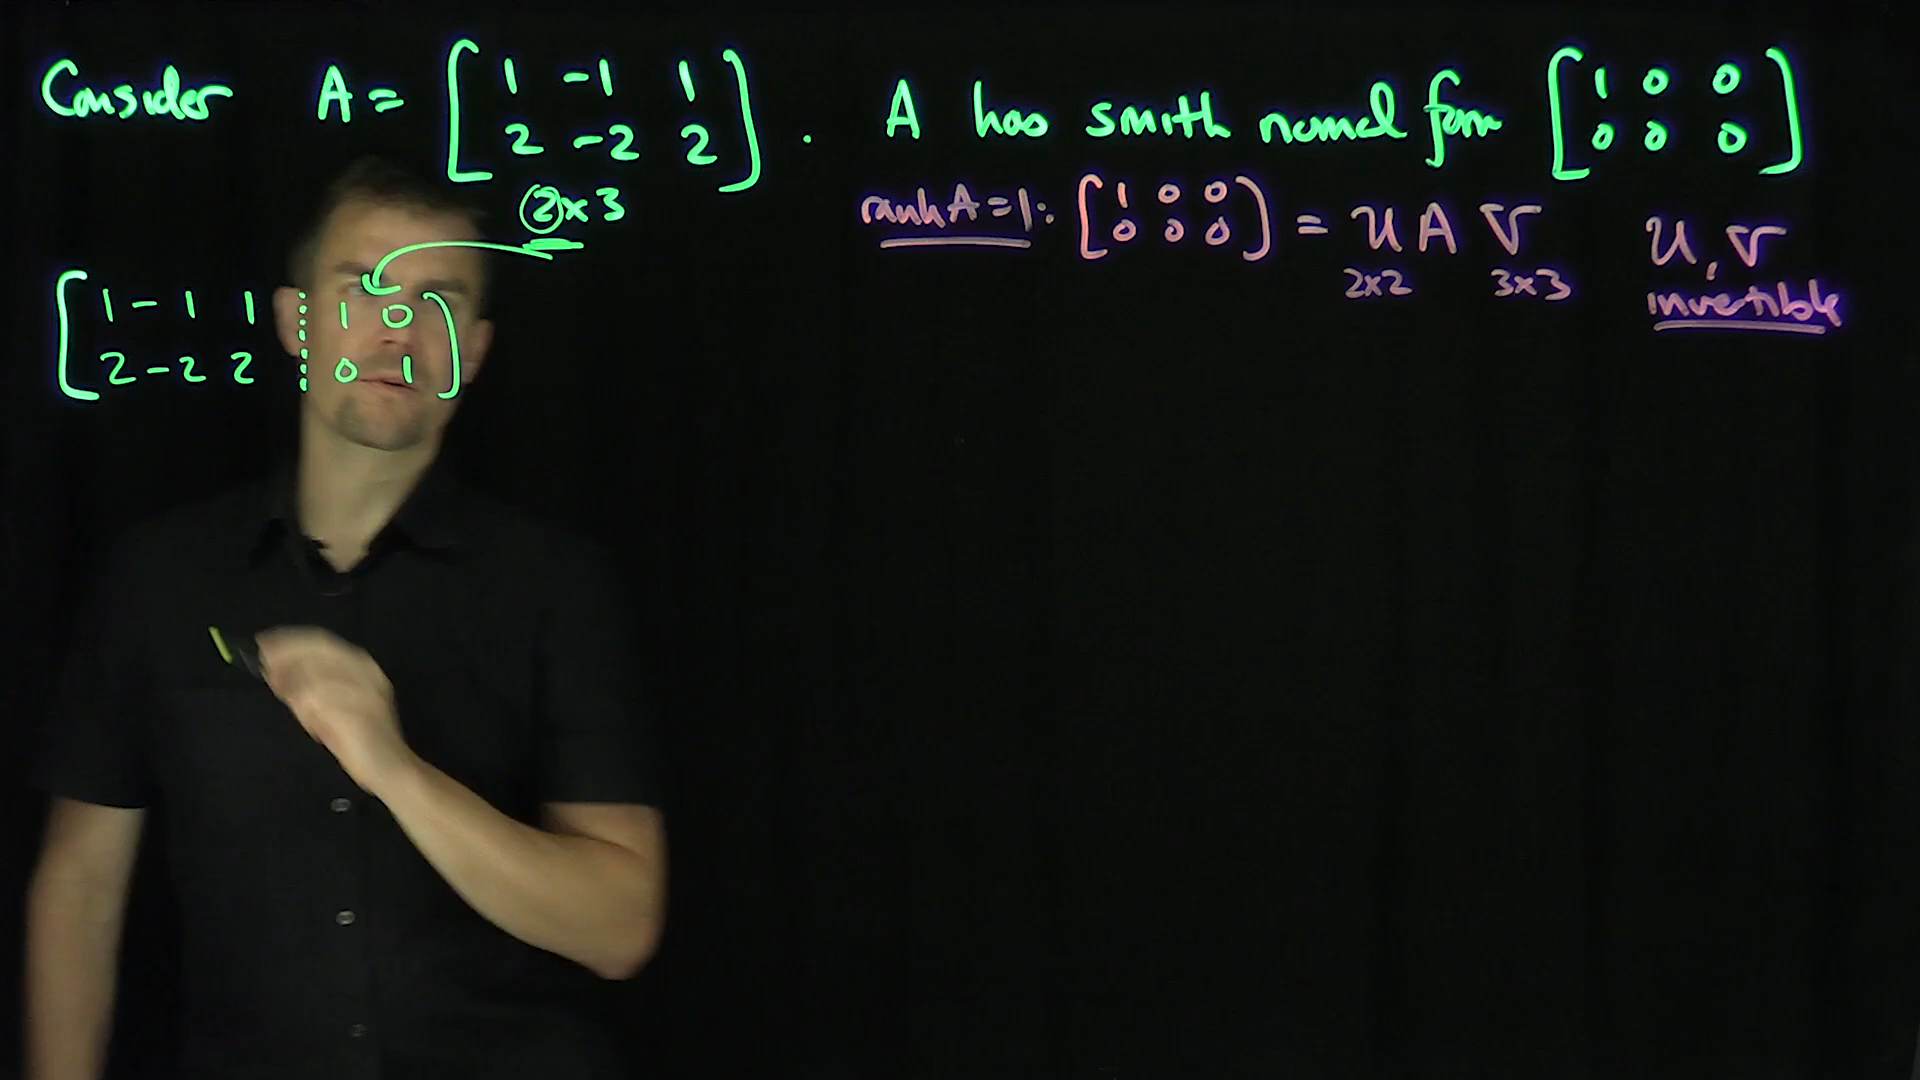 Consider A = [ 1 -1 1 ; 2 -2 2 ] . A has smith normal form [ 1 0 0 ; 0 0 0 ]
2x3
rank A = 1: [ 1 0 0 ; 0 0 0 ] = U A V U, V
2x2 3x3 invertible
[ 1 -1 1 ⋮ 1 0 ; 2 -2 2 ⋮ 0 1 ]